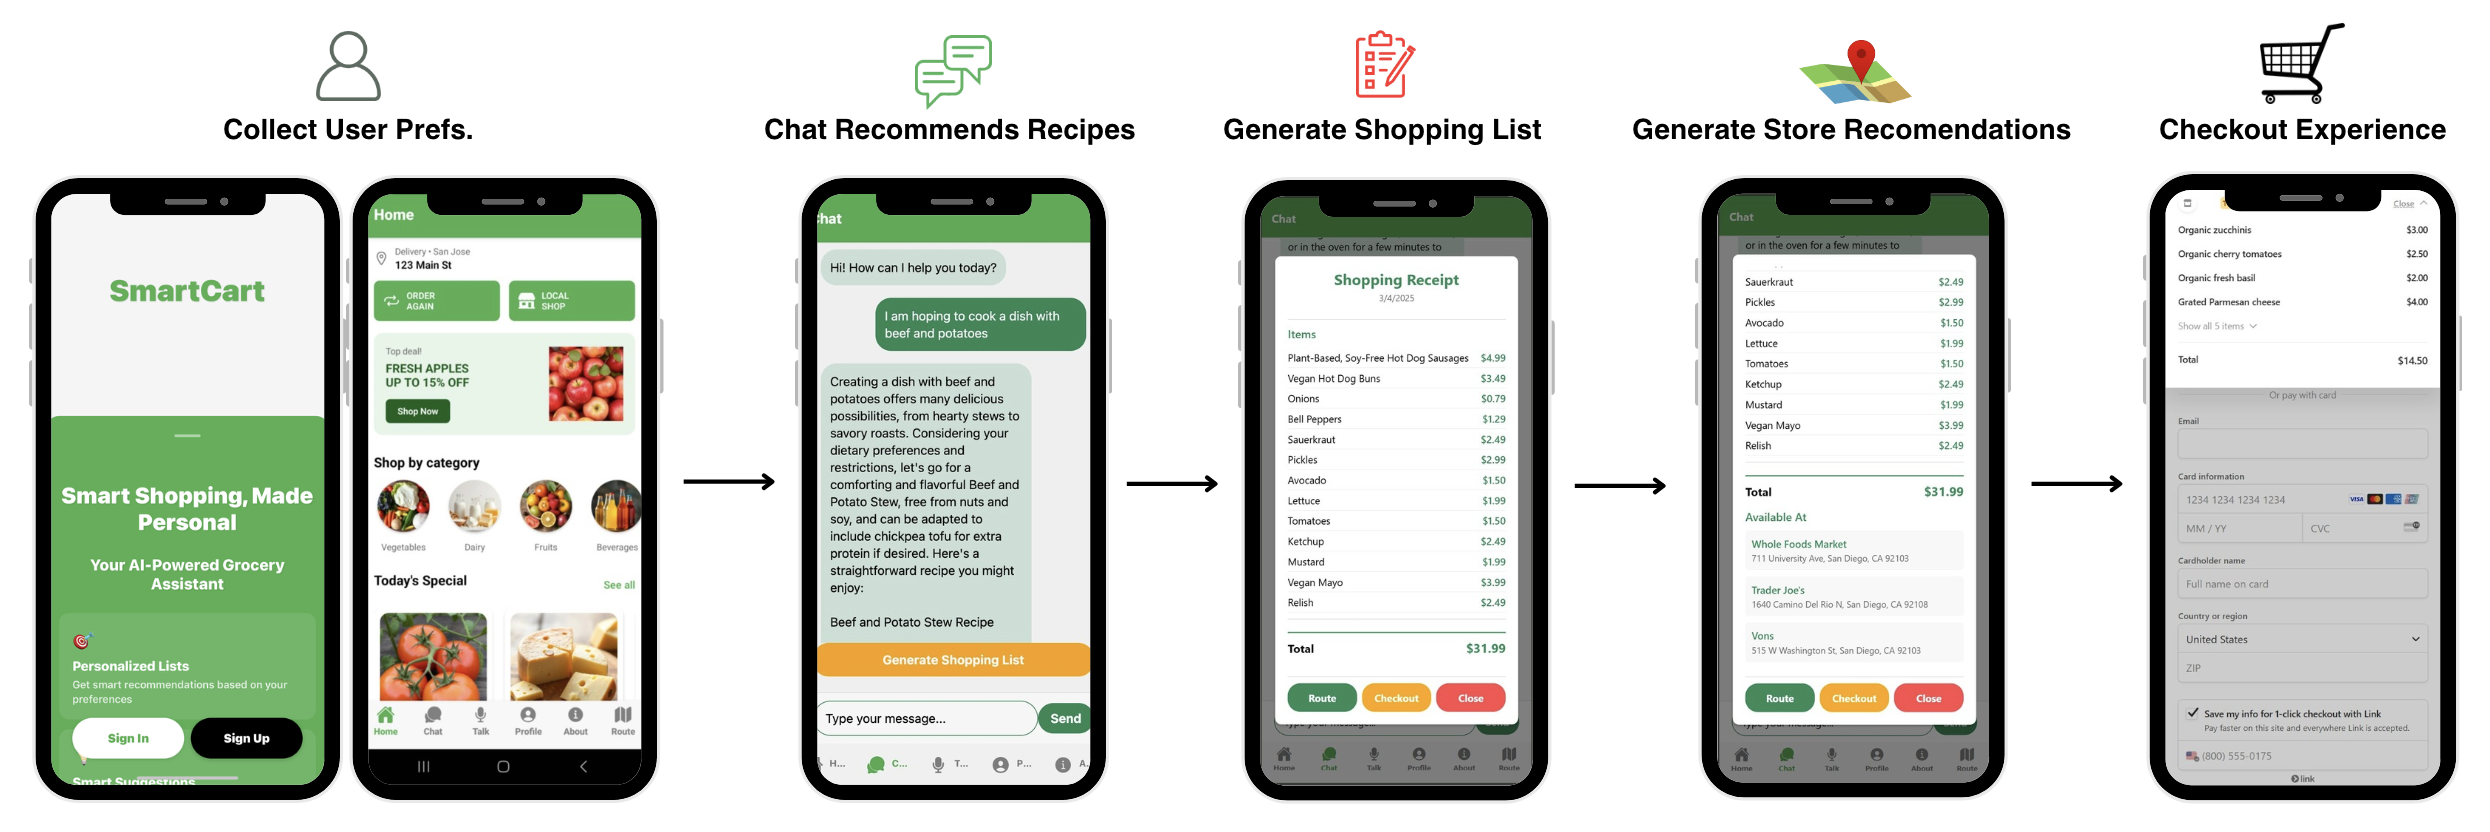 Collect User Prefs.
Chat Recommends Recipes
Generate Shopping List
Generate Store Recomendations
Checkout Experience
SmartCart
Smart Shopping, Made
Personal
Your AI-Powered Grocery
Assistant
Personalized Lists
Get smart recommendations based on your
preferences
Sign In
Sign Up
Smart Suggestions
Home
Delivery • San Jose
123 Main St
ORDER
AGAIN
LOCAL
SHOP
Top deal!
FRESH APPLES
UP TO 15% OFF
Shop Now
Shop by category
Vegetables
Dairy
Fruits
Beverages
Today's Special
See all
Home
Chat
Talk
Profile
About
Route
Chat
Hi! How can I help you today?
I am hoping to cook a dish with
beef and potatoes
Creating a dish with beef and
potatoes offers many delicious
possibilities, from hearty stews to
savory roasts. Considering your
dietary preferences and
restrictions, let's go for a
comforting and flavorful Beef and
Potato Stew, free from nuts and
soy, and can be adapted to
include chickpea tofu for extra
protein if desired. Here's a
straightforward recipe you might
enjoy:
Beef and Potato Stew Recipe
Generate Shopping List
Type your message...
Send
H...
C...
T...
P...
A..
Chat
or in the oven for a few minutes to
Shopping Receipt
3/4/2025
Items
Plant-Based, Soy-Free Hot Dog Sausages $4.99
Vegan Hot Dog Buns $3.49
Onions $0.79
Bell Peppers $1.29
Sauerkraut $2.49
Pickles $2.99
Avocado $1.50
Lettuce $1.99
Tomatoes $1.50
Ketchup $2.49
Mustard $1.99
Vegan Mayo $3.99
Relish $2.49
Total $31.99
Route
Checkout
Close
Type your message...
Home
Chat
Talk
Profile
About
Route
Chat
or in the oven for a few minutes to
Sauerkraut $2.49
Pickles $2.99
Avocado $1.50
Lettuce $1.99
Tomatoes $1.50
Ketchup $2.49
Mustard $1.99
Vegan Mayo $3.99
Relish $2.49
Total $31.99
Available At
Whole Foods Market
711 University Ave, San Diego, CA 92103
Trader Joe's
1640 Camino Del Rio N, San Diego, CA 92108
Vons
515 W Washington St, San Diego, CA 92103
Route
Checkout
Close
Type your message...
Home
Chat
Talk
Profile
About
Route
Close
Organic zucchinis $3.00
Organic cherry tomatoes $2.50
Organic fresh basil $2.00
Grated Parmesan cheese $4.00
Show all 5 items
Total $14.50
Or pay with card
Email
Card information
1234 1234 1234 1234
VISA
MM / YY
CVC
Cardholder name
Full name on card
Country or region
United States
ZIP
Save my info for 1-click checkout with Link
Pay faster on this site and everywhere Link is accepted.
(800) 555-0175
link